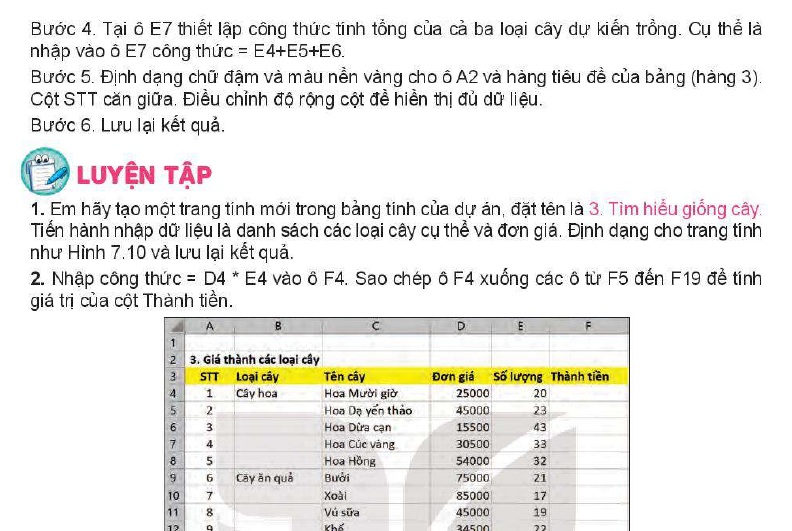 Bước 4. Tại ô E7 thiết lập công thức tính tổng của cả ba loại cây dự kiến trồng. Cụ thể là
nhập vào ô E7 công thức = E4+E5+E6.
Bước 5. Định dạng chữ đậm và màu nền vàng cho ô A2 và hàng tiêu đề của bảng (hàng 3).
Cột STT căn giữa. Điều chỉnh độ rộng cột để hiển thị đủ dữ liệu.
Bước 6. Lưu lại kết quả.
LUYỆN TẬP
1. Em hãy tạo một trang tính mới trong bảng tính của dự án, đặt tên là 3. Tìm hiểu giống cây.
Tiến hành nhập dữ liệu là danh sách các loại cây cụ thể và đơn giá. Định dạng cho trang tính
như Hình 7.10 và lưu lại kết quả.
2. Nhập công thức = D4 * E4 vào ô F4. Sao chép ô F4 xuống các ô từ F5 đến F19 để tính
giá trị của cột Thành tiền.
A B C D E F
1
2 3. Giá thành các loại cây
3 STT Loại cây Tên cây Đơn giá Số lượng Thành tiền
4 1 Cây hoa Hoa Mười giờ 25000 20
5 2 Hoa Dạ yến thảo 45000 23
6 3 Hoa Dừa cạn 15500 43
7 4 Hoa Cúc vàng 30500 33
8 5 Hoa Hồng 54000 32
9 6 Cây ăn quả Bưởi 75000 21
10 7 Xoài 85000 17
11 8 Vú sữa 45000 19
12 9 Khế 34500 22